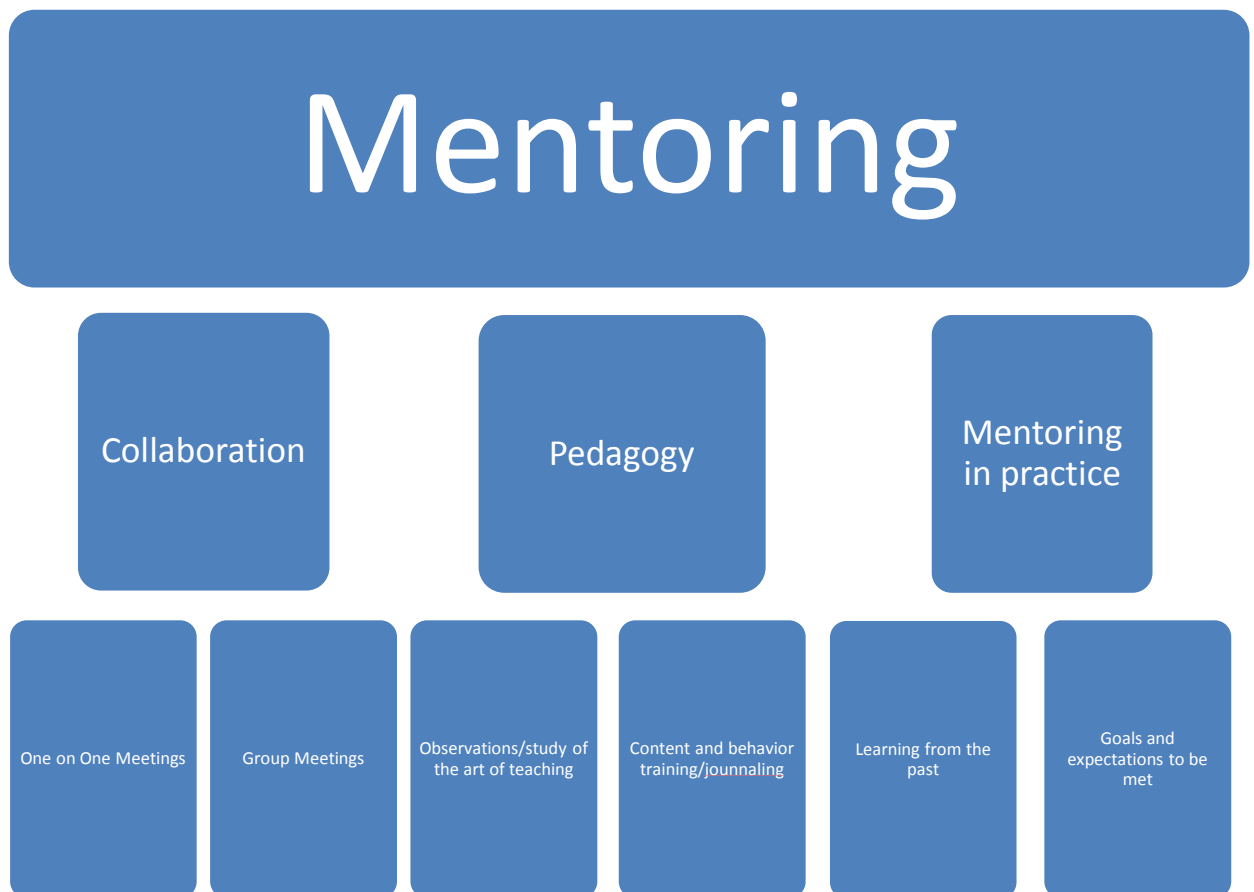 Mentoring
Collaboration
Pedagogy
Mentoring
in practice
One on One Meetings
Group Meetings
Observations/study of
the art of teaching
Content and behavior
training/jounnaling
Learning from the
past
Goals and
expectations to be
met